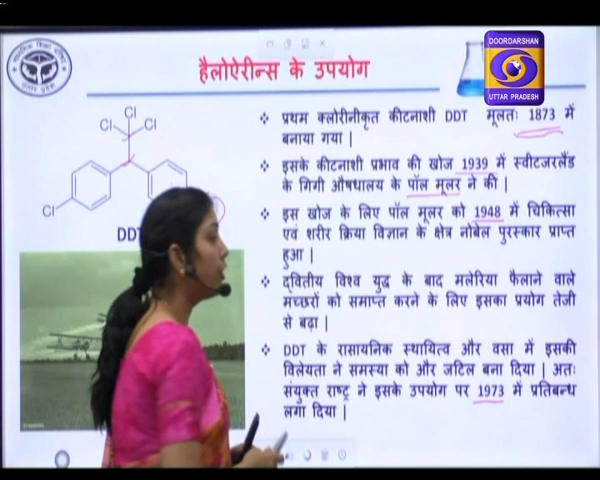 DOORDARSHAN
UTTAR PRADESH
हैलोऐरीन्स के उपयोग
Cl
Cl
Cl
Cl
DDT
❖ प्रथम क्लोरीनीकृत कीटनाशी DDT मूलतः 1873 में
बनाया गया |
❖ इसके कीटनाशी प्रभाव की खोज 1939 में स्वीटजरलैंड
के गिगी औषधालय के पॉल मूलर ने की |
❖ इस खोज के लिए पॉल मूलर को 1948 में चिकित्सा
एवं शरीर क्रिया विज्ञान के क्षेत्र नोबेल पुरस्कार प्राप्त
हुआ |
❖ द्वितीय विश्व युद्ध के बाद मलेरिया फैलाने वाले
मच्छरों को समाप्त करने के लिए इसका प्रयोग तेजी
से बढ़ा |
❖ DDT के रासायनिक स्थायित्व और वसा में इसकी
विलेयता ने समस्या को और जटिल बना दिया | अतः
संयुक्त राष्ट्र ने इसके उपयोग पर 1973 में प्रतिबन्ध
लगा दिया |